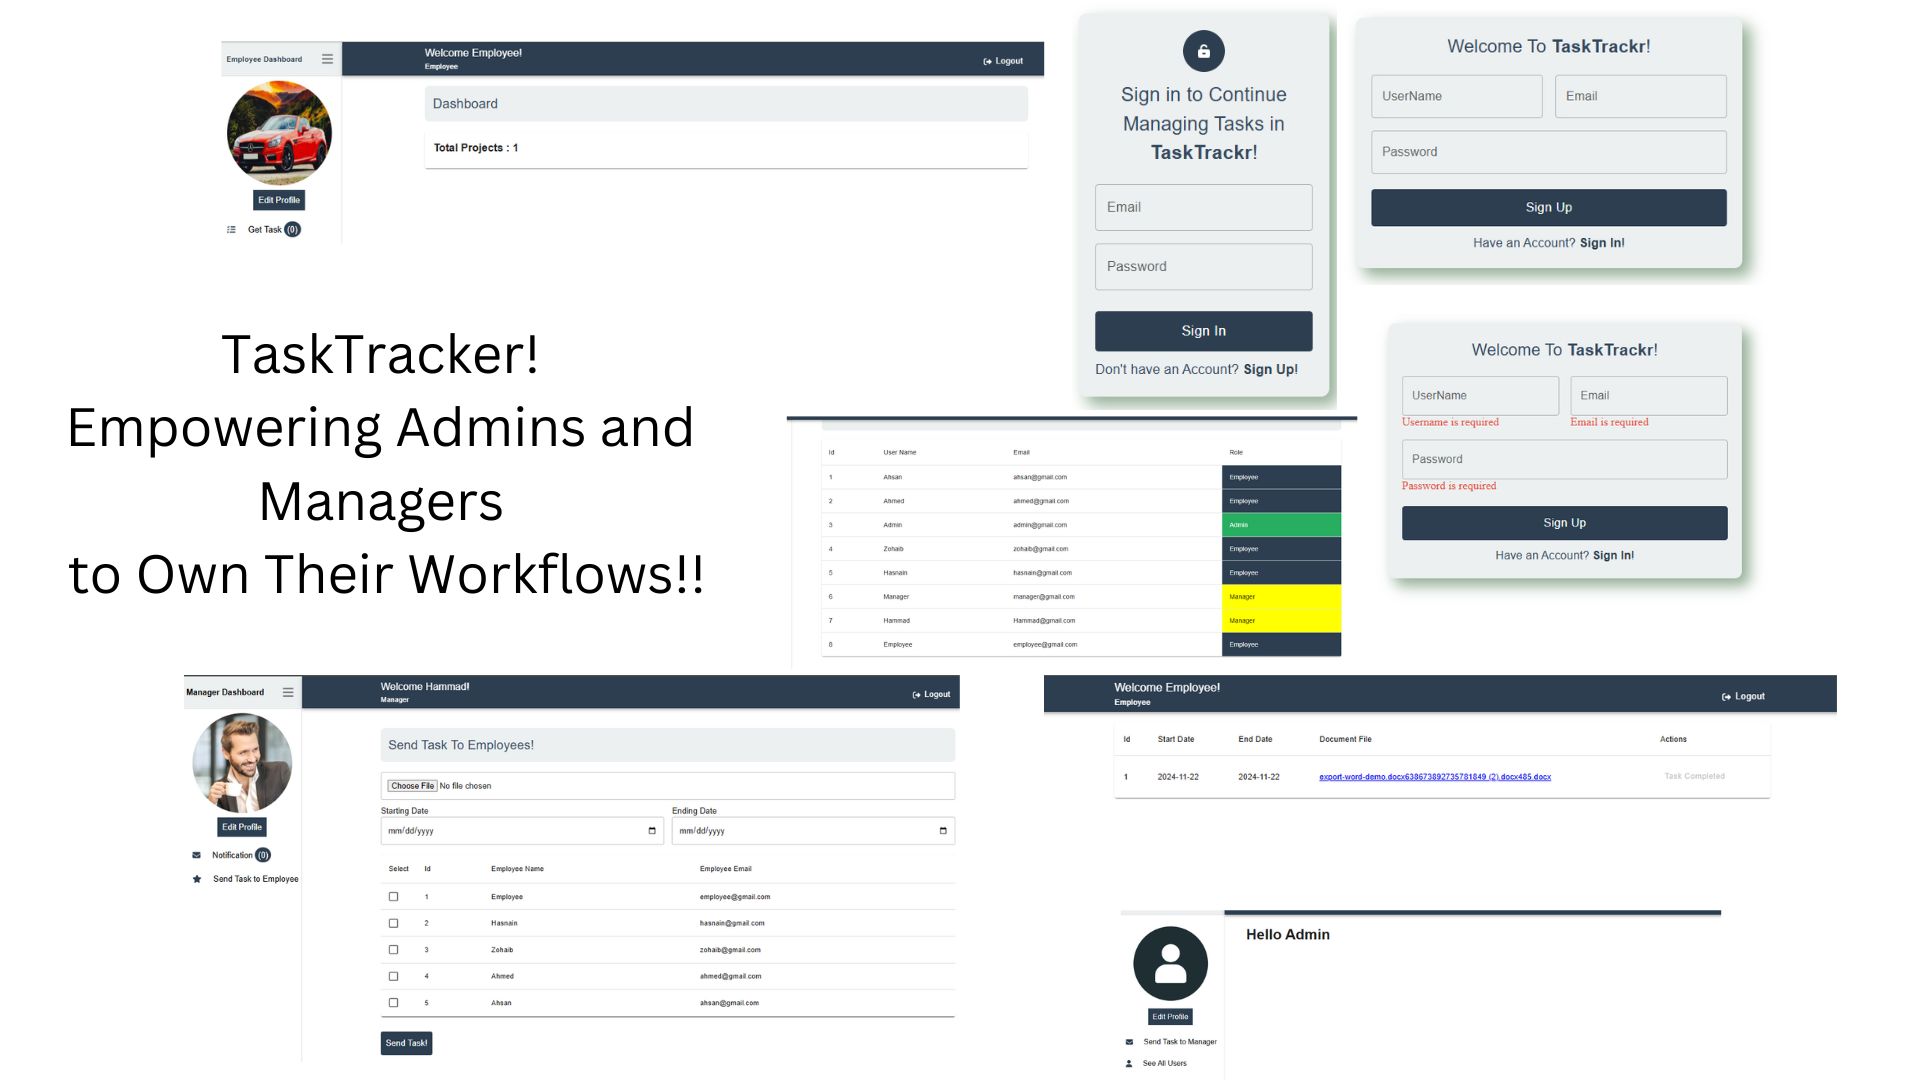 Employee Dashboard
Welcome Employee!
Employee
Logout
Edit Profile
Get Task (0)
Dashboard
Total Projects : 1
Sign in to Continue
Managing Tasks in
TaskTrackr!
Email
Password
Sign In
Don't have an Account? Sign Up!
Welcome To TaskTrackr!
UserName Email
Password
Sign Up
Have an Account? Sign In!
Welcome To TaskTrackr!
UserName Email
Username is required Email is required
Password
Password is required
Sign Up
Have an Account? Sign In!
TaskTracker!
Empowering Admins and
Managers
to Own Their Workflows!!
Id User Name Email Role
1 Ahsan ahsan@gmail.com Employee
2 Ahmed ahmed@gmail.com Employee
3 Admin admin@gmail.com Admin
4 Zohaib zohaib@gmail.com Employee
5 Hasnain hasnain@gmail.com Employee
6 Manager manager@gmail.com Manager
7 Hammad Hammad@gmail.com Manager
8 Employee employee@gmail.com Employee
Manager Dashboard
Welcome Hammad!
Manager
Logout
Edit Profile
Notification (0)
Send Task to Employee
Send Task To Employees!
Choose File No file chosen
Starting Date Ending Date
mm/dd/yyyy mm/dd/yyyy
Select Id Employee Name Employee Email
1 Employee employee@gmail.com
2 Hasnain hasnain@gmail.com
3 Zohaib zohaib@gmail.com
4 Ahmed ahmed@gmail.com
5 Ahsan ahsan@gmail.com
Send Task!
Welcome Employee!
Employee
Logout
Id Start Date End Date Document File Actions
1 2024-11-22 2024-11-22 export-word-demo.docx638673892735781849 (2).docx485.docx Task Completed
Hello Admin
Edit Profile
Send Task to Manager
See All Users